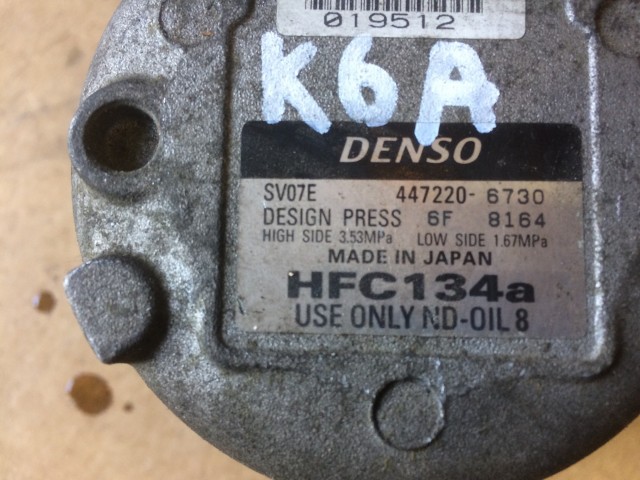 019512
K6A
DENSO
SV07E 447220-6730
DESIGN PRESS 6F 8164
HIGH SIDE 3.53MPa LOW SIDE 1.67MPa
MADE IN JAPAN
HFC134a
USE ONLY ND-OIL 8